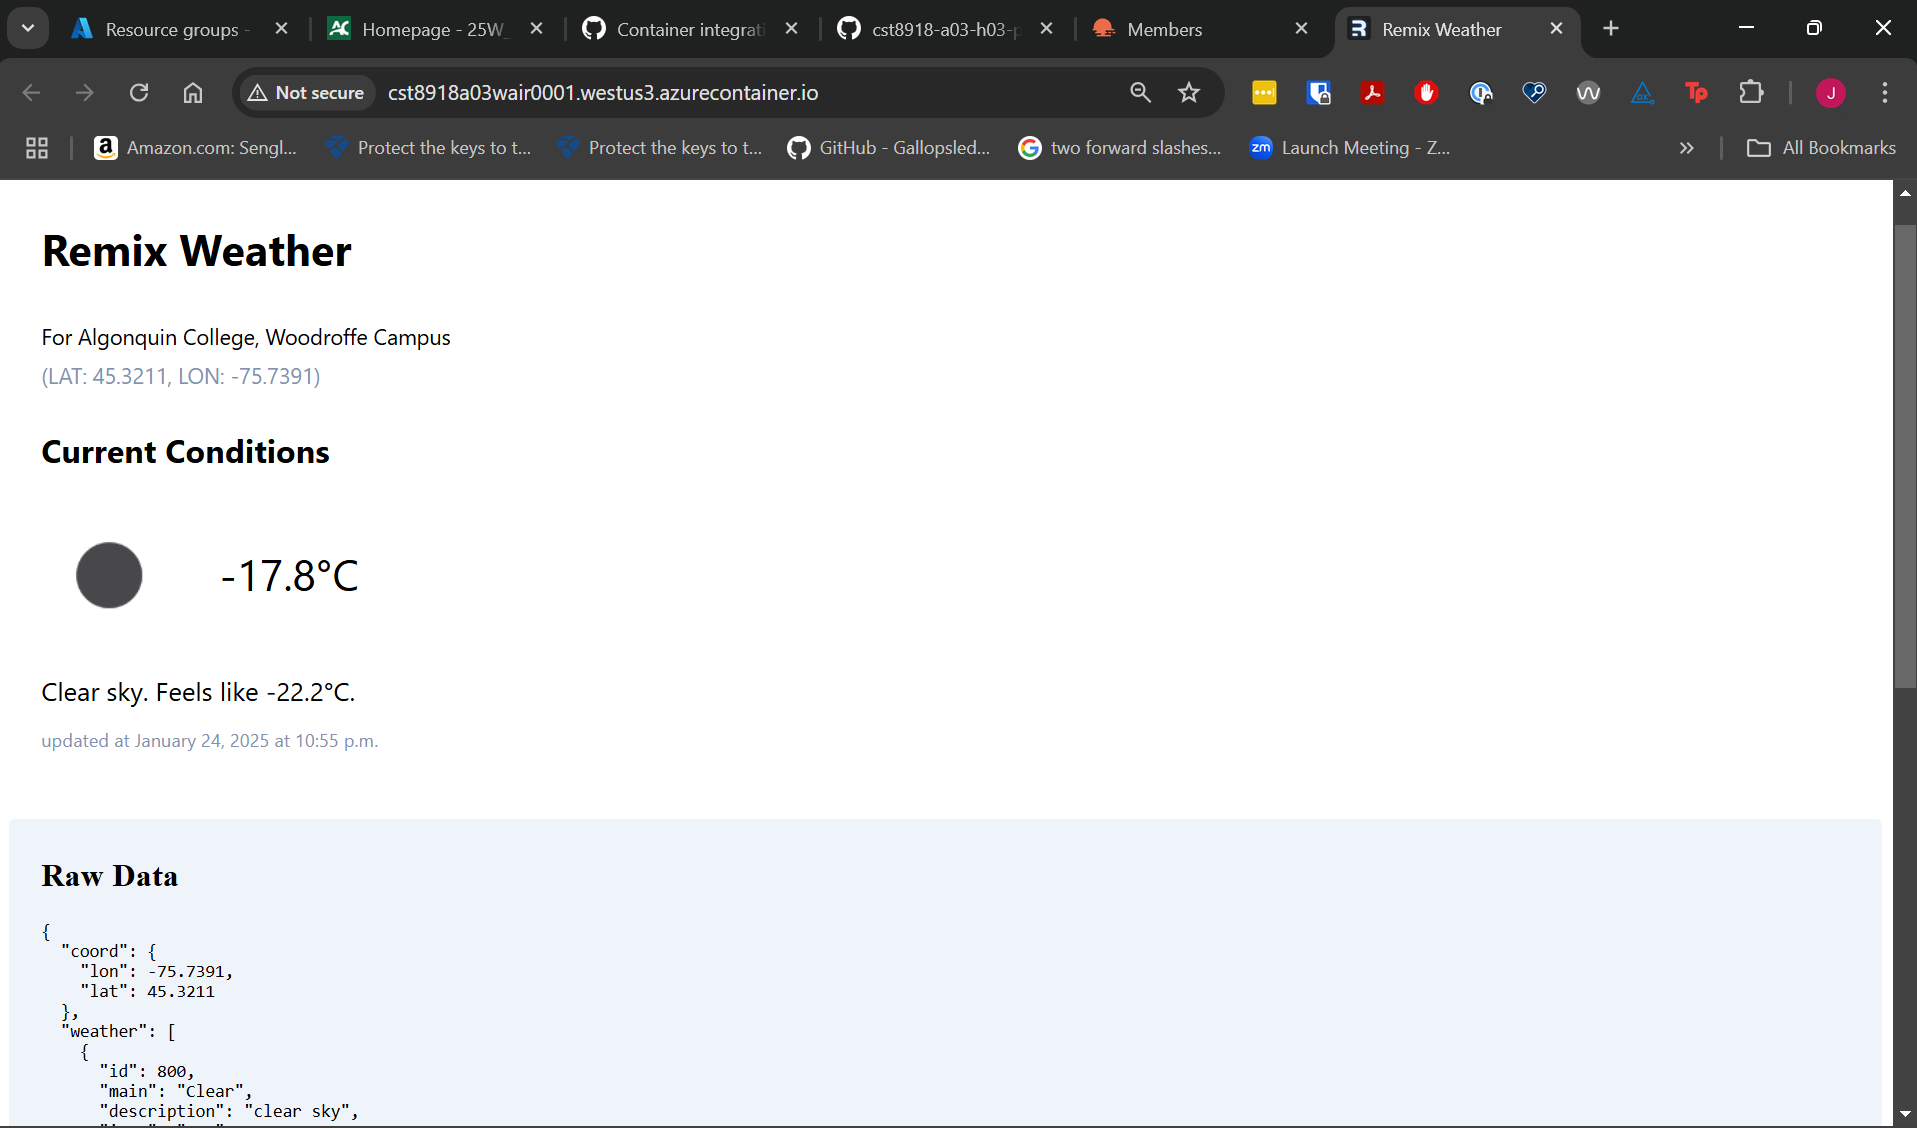 Resource groups -
Homepage - 25W_
Container integrati
cst8918-a03-h03-p
Members
Remix Weather
Not secure
cst8918a03wair0001.westus3.azurecontainer.io
Tp
J
a
Amazon.com: Sengl...
Protect the keys to t...
Protect the keys to t...
GitHub - Gallopsled...
two forward slashes...
zm
Launch Meeting - Z...
»
All Bookmarks
Remix Weather
For Algonquin College, Woodroffe Campus
(LAT: 45.3211, LON: -75.7391)
Current Conditions
-17.8°C
Clear sky. Feels like -22.2°C.
updated at January 24, 2025 at 10:55 p.m.
Raw Data
{
"coord": {
"lon": -75.7391,
"lat": 45.3211
},
"weather": [
{
"id": 800,
"main": "Clear",
"description": "clear sky",